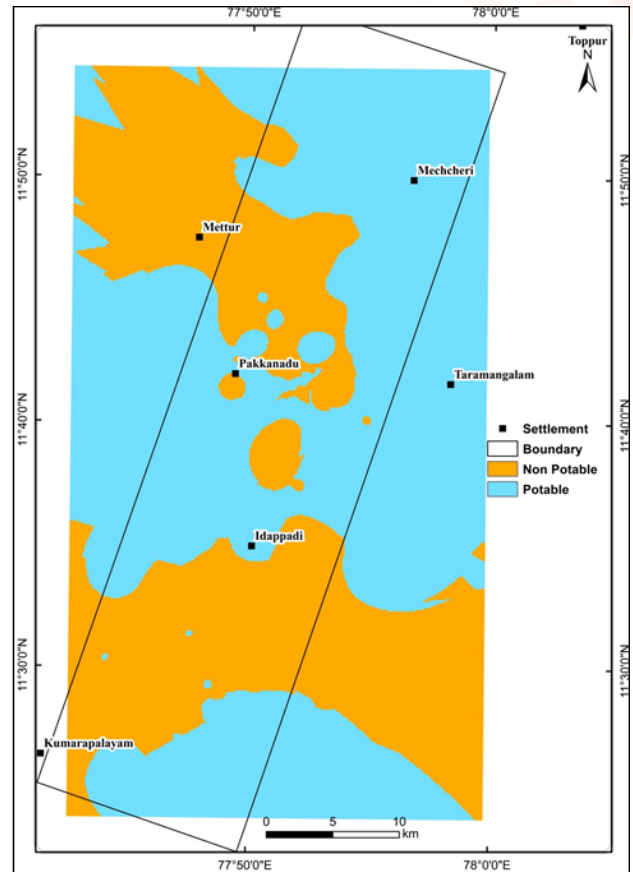 77°50'0"E
78°0'0"E
Toppur
N
11°50'0"N
11°50'0"N
Mechcheri
Mettur
Pakkanadu
Taramangalam
11°40'0"N
11°40'0"N
Settlement
Boundary
Non Potable
Potable
Idappadi
11°30'0"N
11°30'0"N
Kumarapalayam
0 5 10
km
77°50'0"E
78°0'0"E